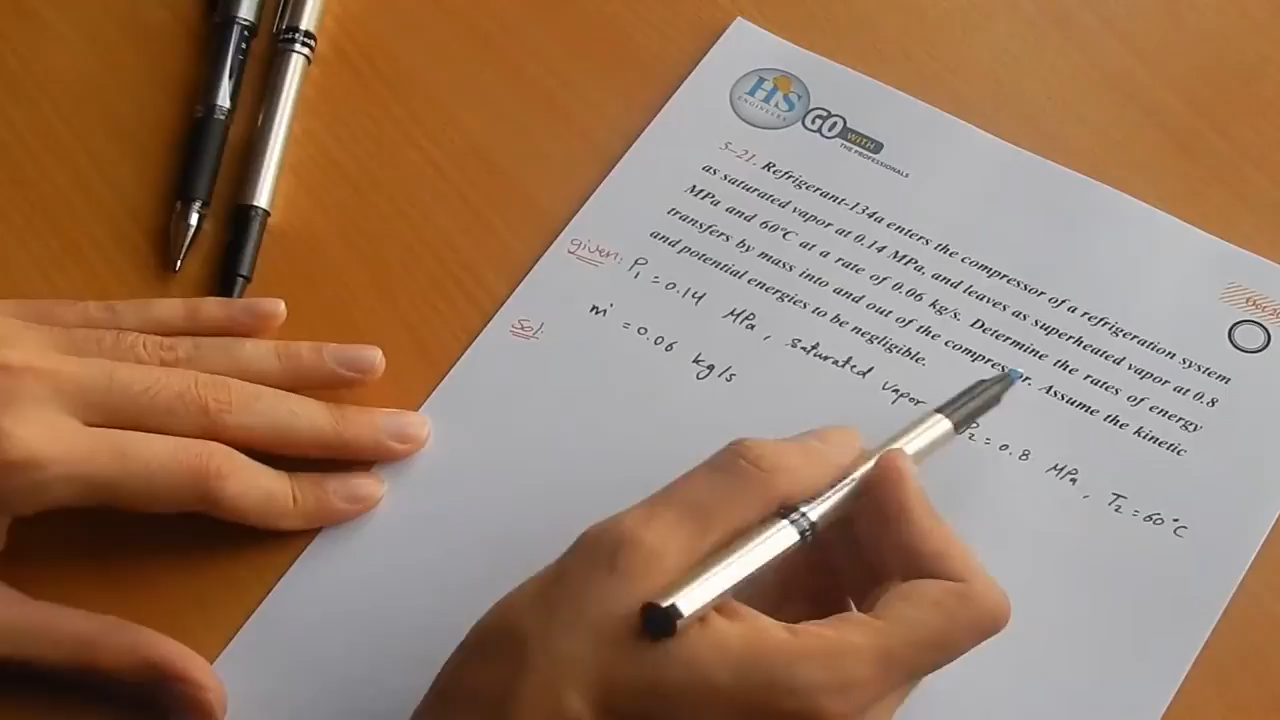 HS
ENGINEERS
GO WITH
THE PROFESSIONALS
5-21. Refrigerant-134a enters the compressor of a refrigeration system
as saturated vapor at 0.14 MPa, and leaves as superheated vapor at 0.8
MPa and 60°C at a rate of 0.06 kg/s. Determine the rates of energy
transfers by mass into and out of the compressor. Assume the kinetic
and potential energies to be negligible.
given: P₁ = 0.14 MPa, saturated vapor P₂ = 0.8 MPa, T₂ = 60°C
ṁ = 0.06 kg/s
Sol: